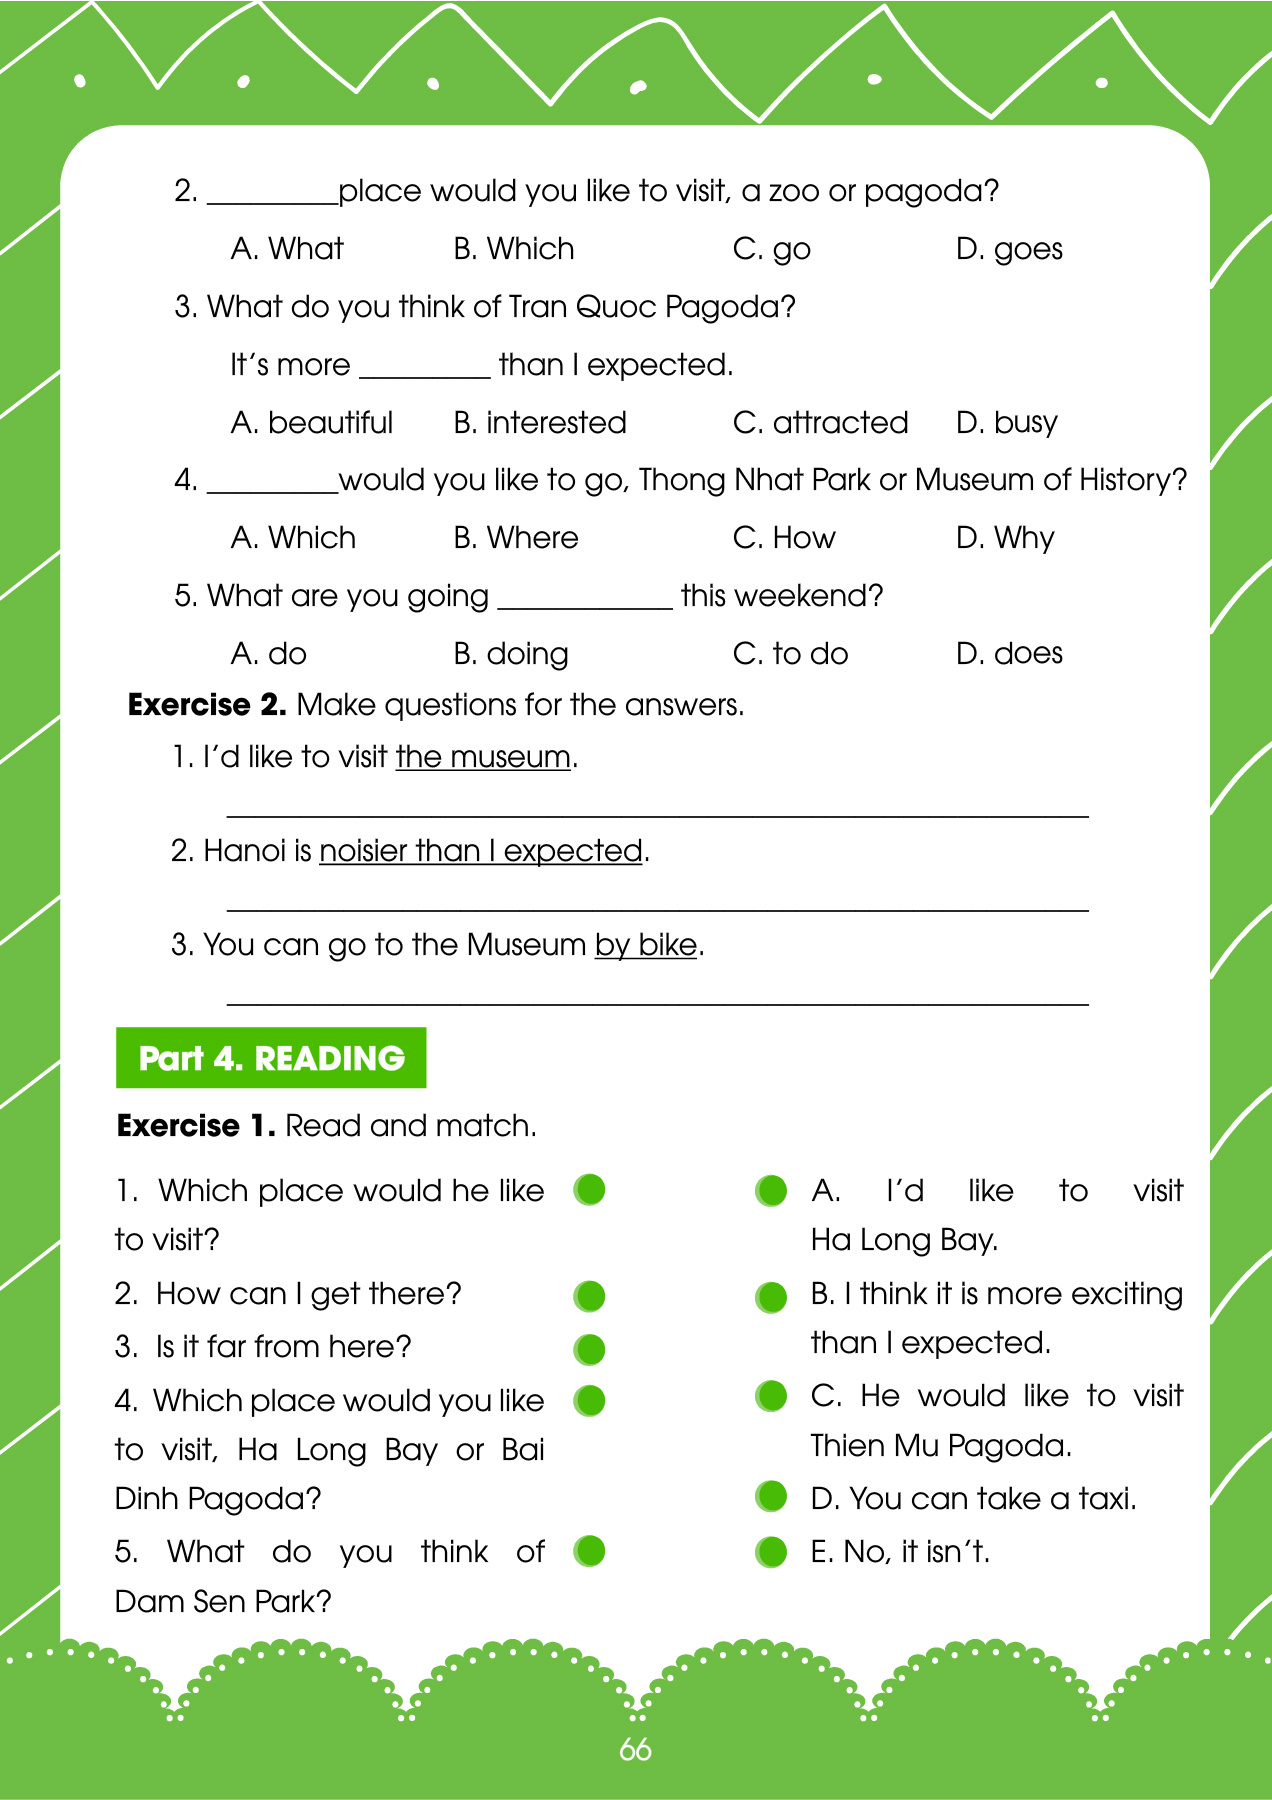 2. _________place would you like to visit, a zoo or pagoda?
A. What B. Which C. go D. goes
3. What do you think of Tran Quoc Pagoda?
It's more _________ than I expected.
A. beautiful B. interested C. attracted D. busy
4. _________would you like to go, Thong Nhat Park or Museum of History?
A. Which B. Where C. How D. Why
5. What are you going ____________ this weekend?
A. do B. doing C. to do D. does
Exercise 2. Make questions for the answers.
1. I'd like to visit the museum.
2. Hanoi is noisier than I expected.
3. You can go to the Museum by bike.
Part 4. READING
Exercise 1. Read and match.
1. Which place would he like
to visit?
2. How can I get there?
3. Is it far from here?
4. Which place would you like
to visit, Ha Long Bay or Bai
Dinh Pagoda?
5. What do you think of
Dam Sen Park?
A. I'd like to visit
Ha Long Bay.
B. I think it is more exciting
than I expected.
C. He would like to visit
Thien Mu Pagoda.
D. You can take a taxi.
E. No, it isn't.
66